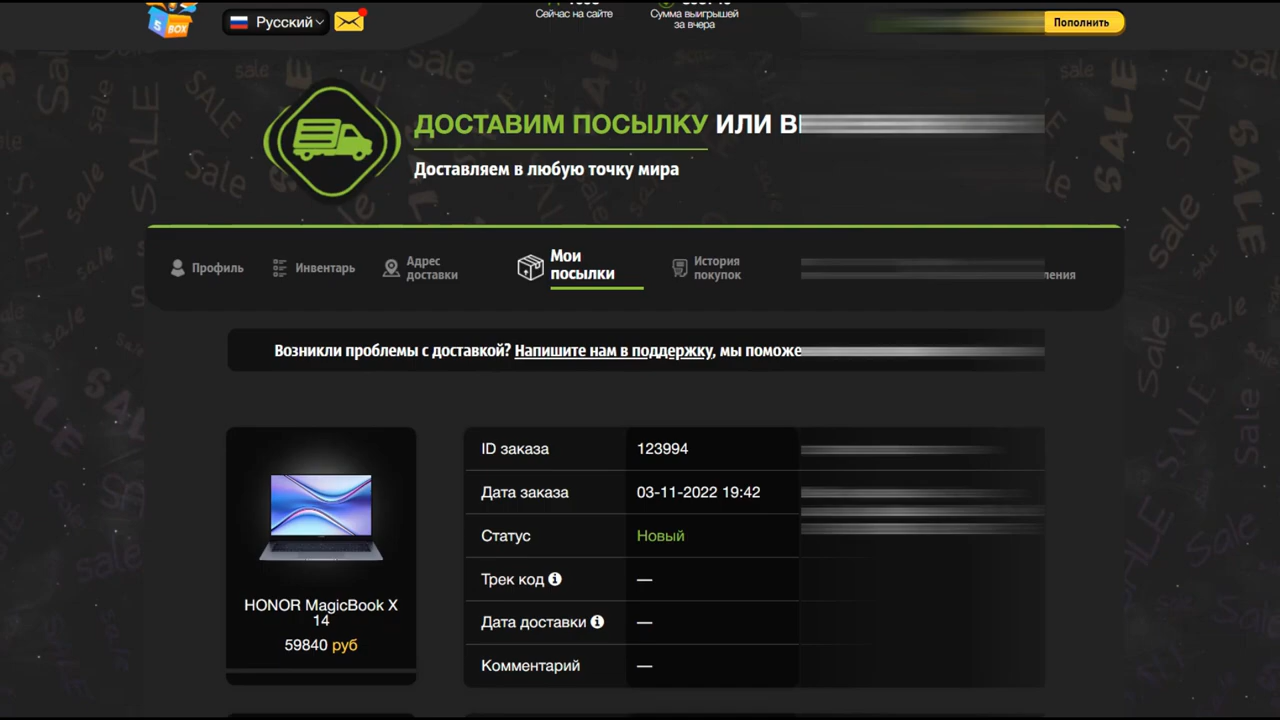 5
BOX
Русский
Сейчас на сайте
Сумма выигрышей
за вчера
Пополнить
ДОСТАВИМ ПОСЫЛКУ ИЛИ
Доставляем в любую точку мира
Профиль
Инвентарь
Адрес
доставки
Мои
посылки
История
покупок
Возникли проблемы с доставкой? Напишите нам в поддержку, мы
HONOR MagicBook X
14
59840 руб
ID заказа 123994
Дата заказа 03-11-2022 19:42
Статус Новый
Трек код —
Дата доставки —
Комментарий —